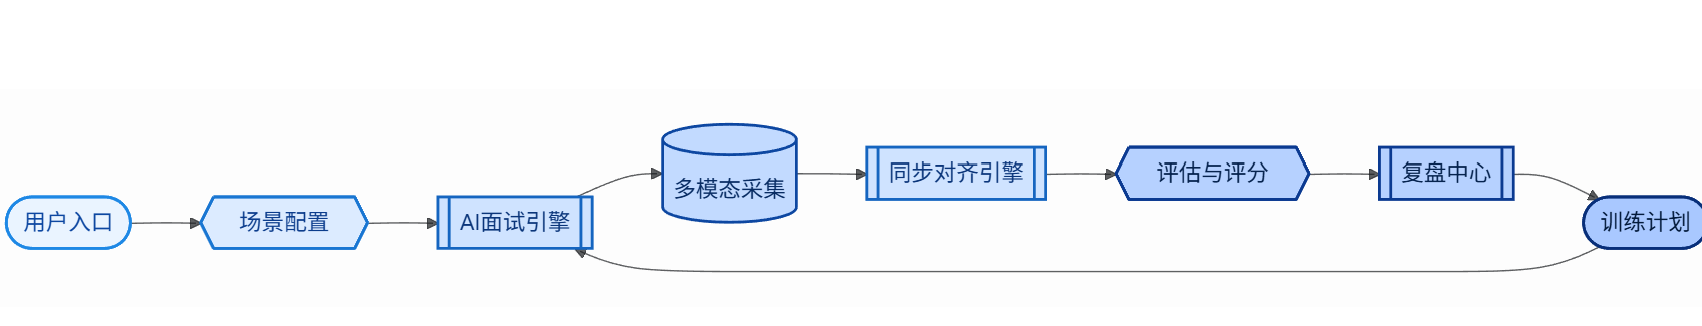 用户入口
场景配置
AI面试引擎
多模态采集
同步对齐引擎
评估与评分
复盘中心
训练计划